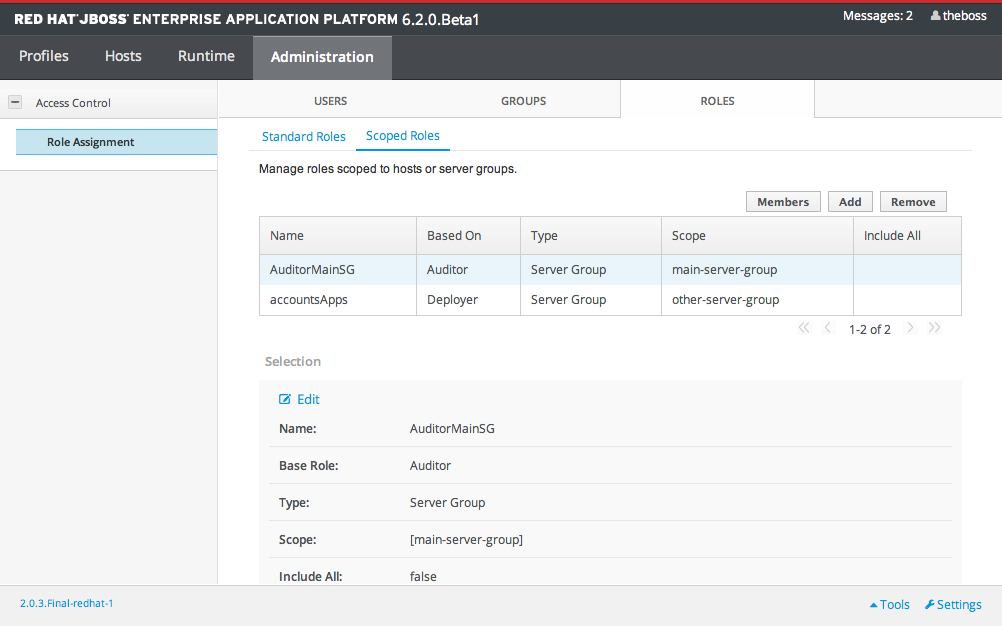 RED HAT® JBOSS® ENTERPRISE APPLICATION PLATFORM 6.2.0.Beta1 Messages: 2 theboss
Profiles Hosts Runtime Administration
Access Control USERS GROUPS ROLES
Role Assignment Standard Roles Scoped Roles
Manage roles scoped to hosts or server groups.
Members Add Remove
Name Based On Type Scope Include All
AuditorMainSG Auditor Server Group main-server-group
accountsApps Deployer Server Group other-server-group
1-2 of 2
Selection
Edit
Name: AuditorMainSG
Base Role: Auditor
Type: Server Group
Scope: [main-server-group]
Include All: false
2.0.3.Final-redhat-1 Tools Settings